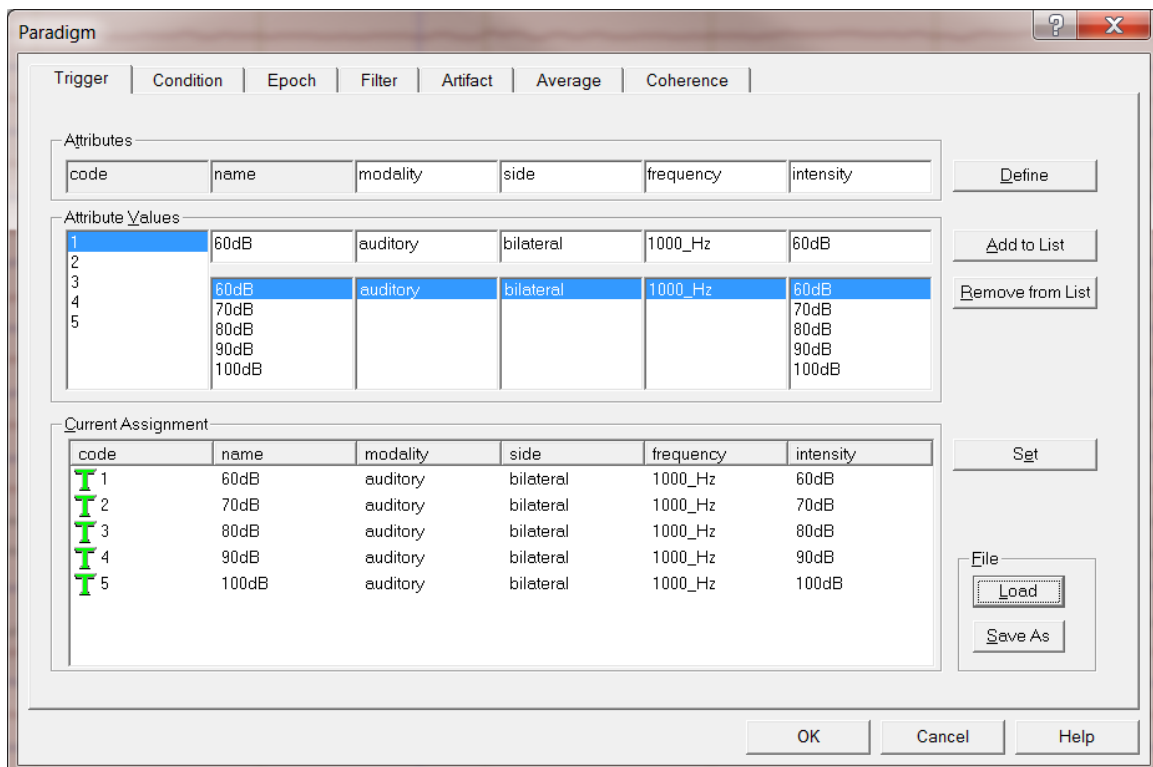 Paradigm
Trigger Condition Epoch Filter Artifact Average Coherence
Attributes
code name modality side frequency intensity Define
Attribute Values
1 60dB auditory bilateral 1000_Hz 60dB Add to List
2
3 60dB auditory bilateral 1000_Hz 60dB Remove from List
4 70dB 70dB
5 80dB 80dB
90dB 90dB
100dB 100dB
Current Assignment
code name modality side frequency intensity Set
1 60dB auditory bilateral 1000_Hz 60dB
2 70dB auditory bilateral 1000_Hz 70dB
3 80dB auditory bilateral 1000_Hz 80dB
4 90dB auditory bilateral 1000_Hz 90dB
File
5 100dB auditory bilateral 1000_Hz 100dB
Load
Save As
OK Cancel Help